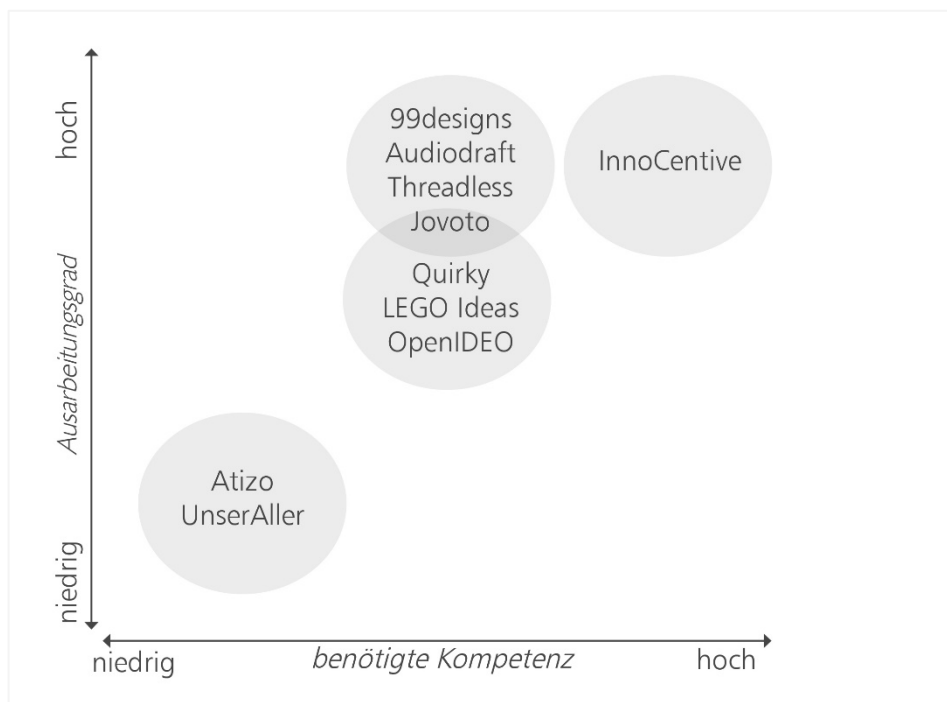 hoch
99designs
Audiodraft
Threadless
Jovoto
InnoCentive
Quirky
LEGO Ideas
OpenIDEO
Ausarbeitungsgrad
Atizo
UnserAller
niedrig
niedrig
benötigte Kompetenz
hoch